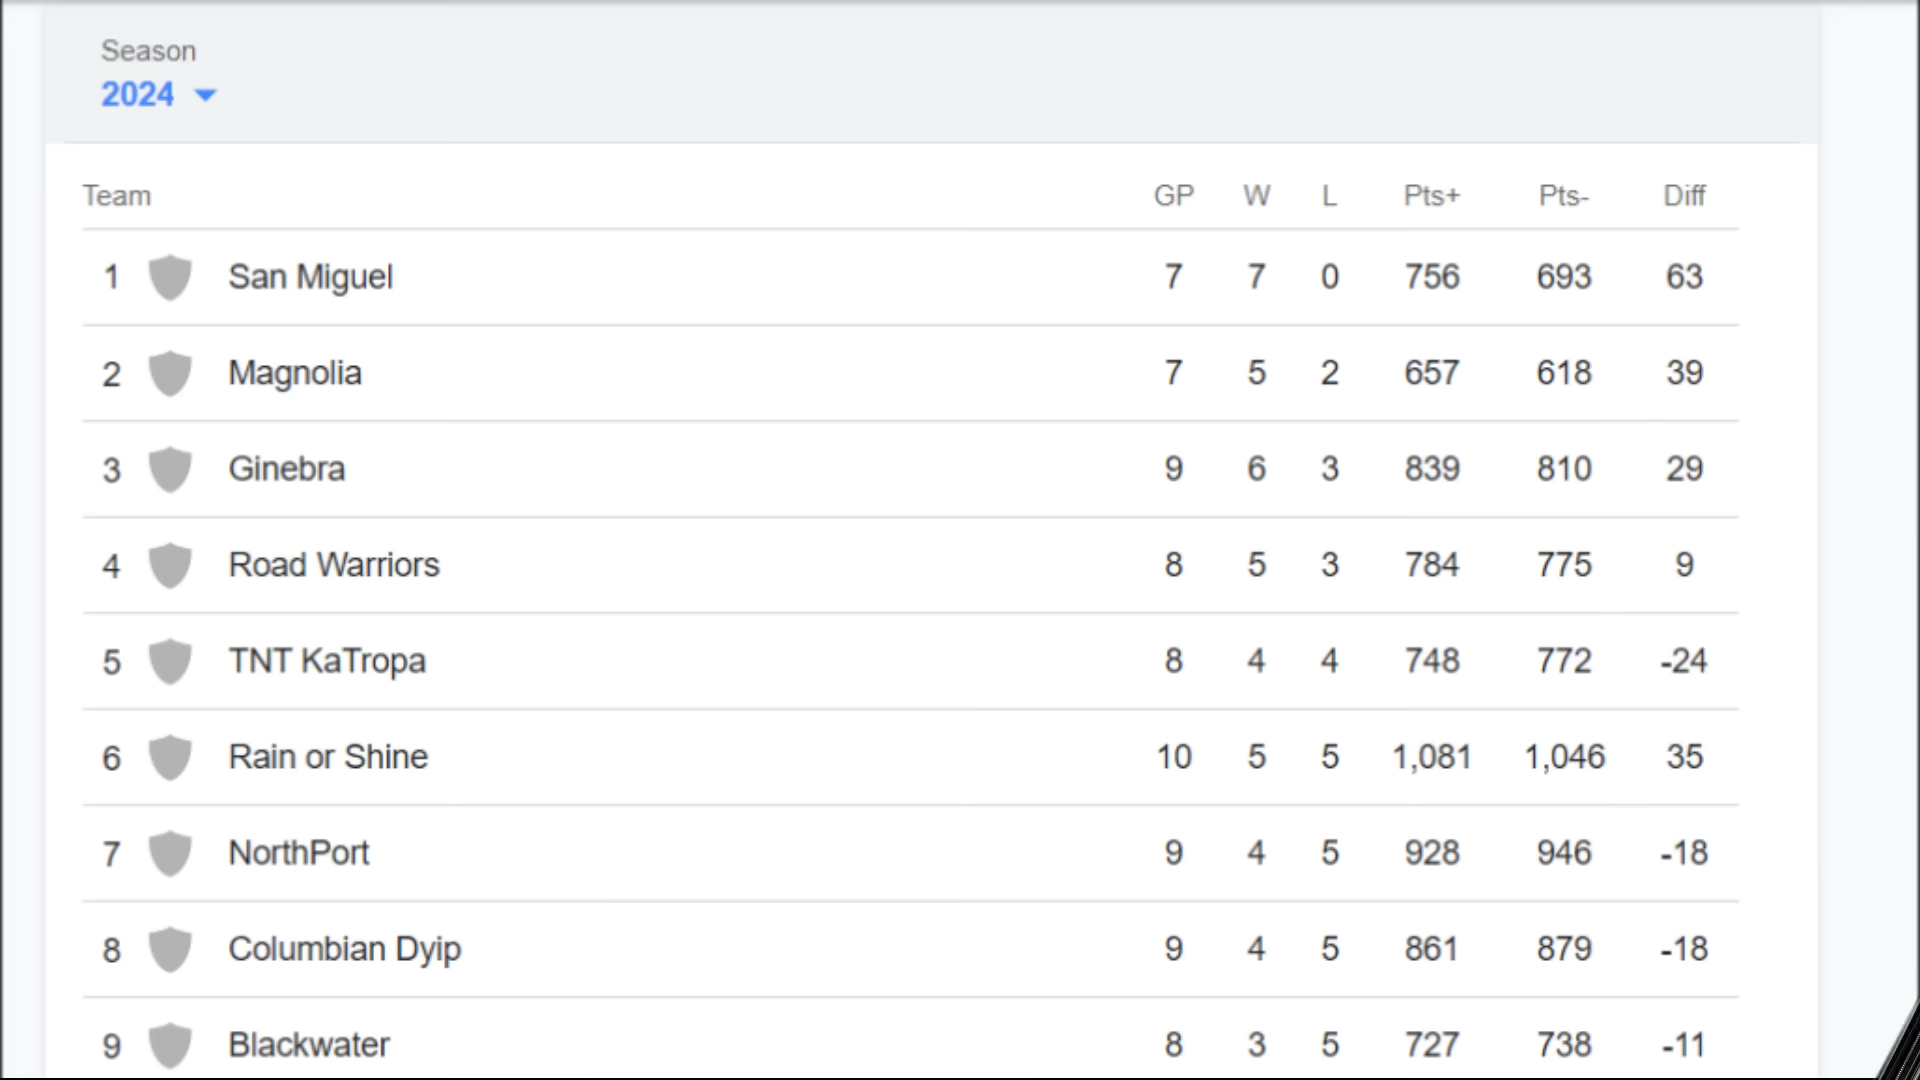 Season
2024
Team GP W L Pts+ Pts- Diff
1 San Miguel 7 7 0 756 693 63
2 Magnolia 7 5 2 657 618 39
3 Ginebra 9 6 3 839 810 29
4 Road Warriors 8 5 3 784 775 9
5 TNT KaTropa 8 4 4 748 772 -24
6 Rain or Shine 10 5 5 1,081 1,046 35
7 NorthPort 9 4 5 928 946 -18
8 Columbian Dyip 9 4 5 861 879 -18
9 Blackwater 8 3 5 727 738 -11